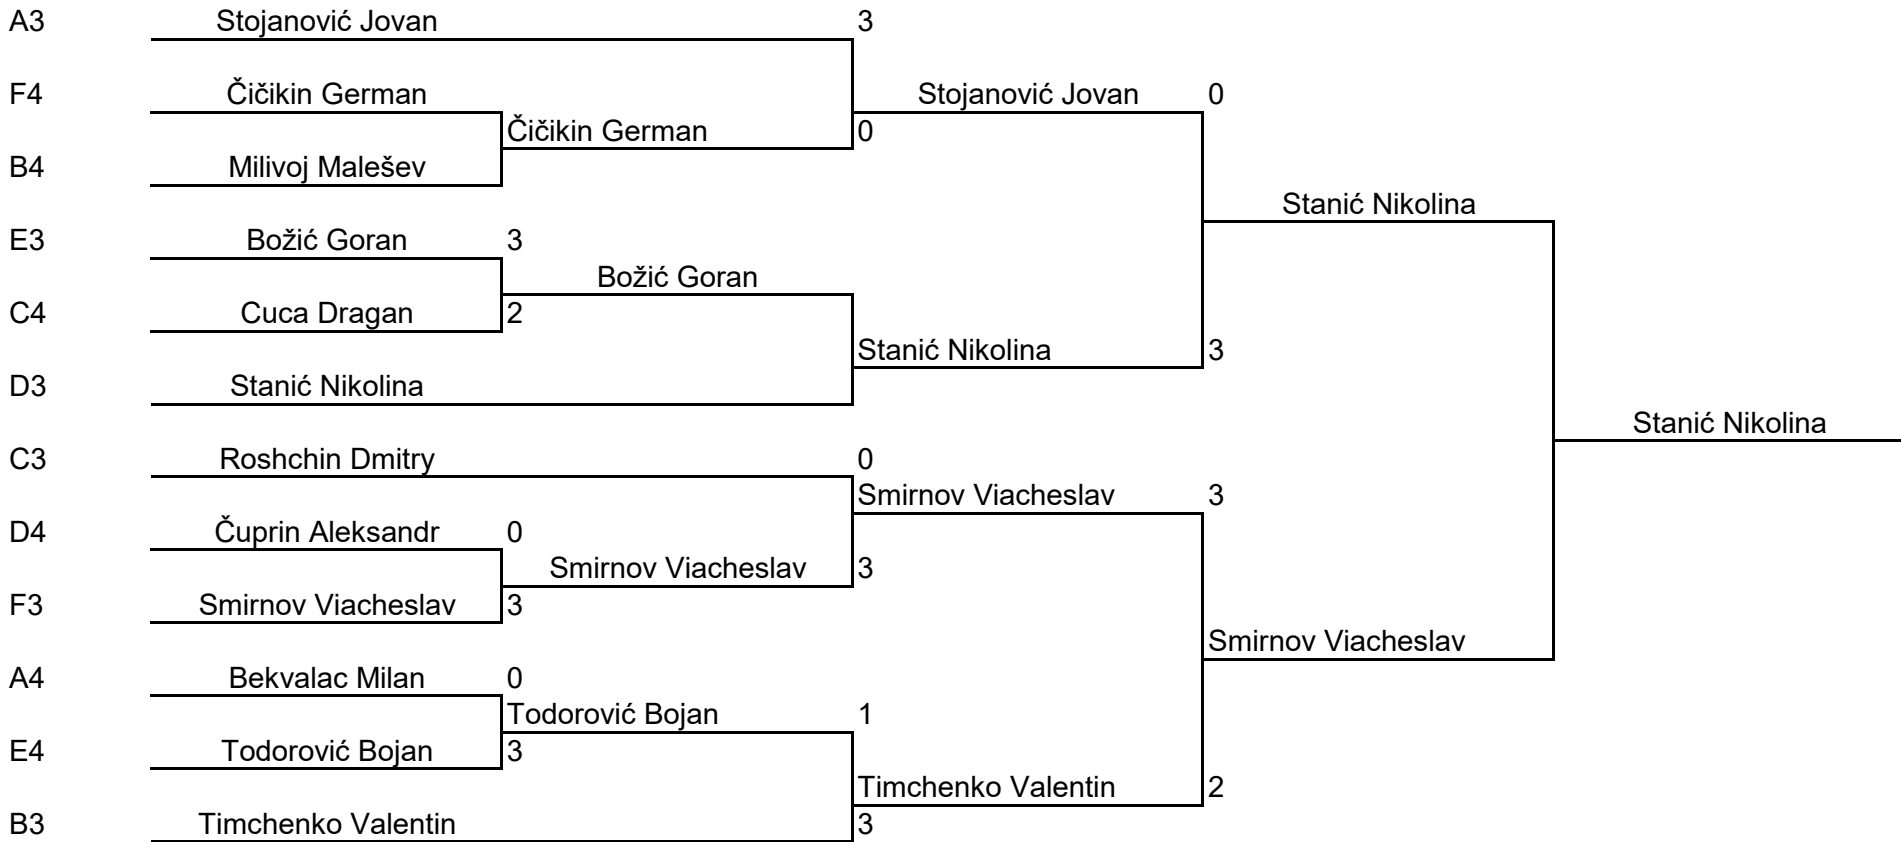 A3 Stojanović Jovan 3
F4 Čičikin German Stojanović Jovan 0
Čičikin German 0
B4 Milivoj Malešev
Stanić Nikolina
E3 Božić Goran 3
Božić Goran
C4 Cuca Dragan 2
Stanić Nikolina 3
D3 Stanić Nikolina
Stanić Nikolina
C3 Roshchin Dmitry 0
Smirnov Viacheslav 3
D4 Čuprin Aleksandr 0
Smirnov Viacheslav 3
F3 Smirnov Viacheslav 3
Smirnov Viacheslav
A4 Bekvalac Milan 0
Todorović Bojan 1
E4 Todorović Bojan 3
Timchenko Valentin 2
B3 Timchenko Valentin 3